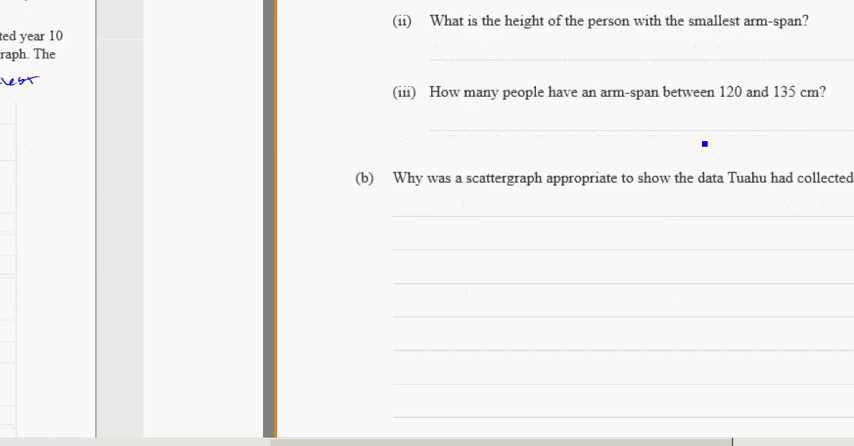 ted year 10
raph. The
(ii) What is the height of the person with the smallest arm-span?
(iii) How many people have an arm-span between 120 and 135 cm?
(b) Why was a scattergraph appropriate to show the data Tuahu had collected